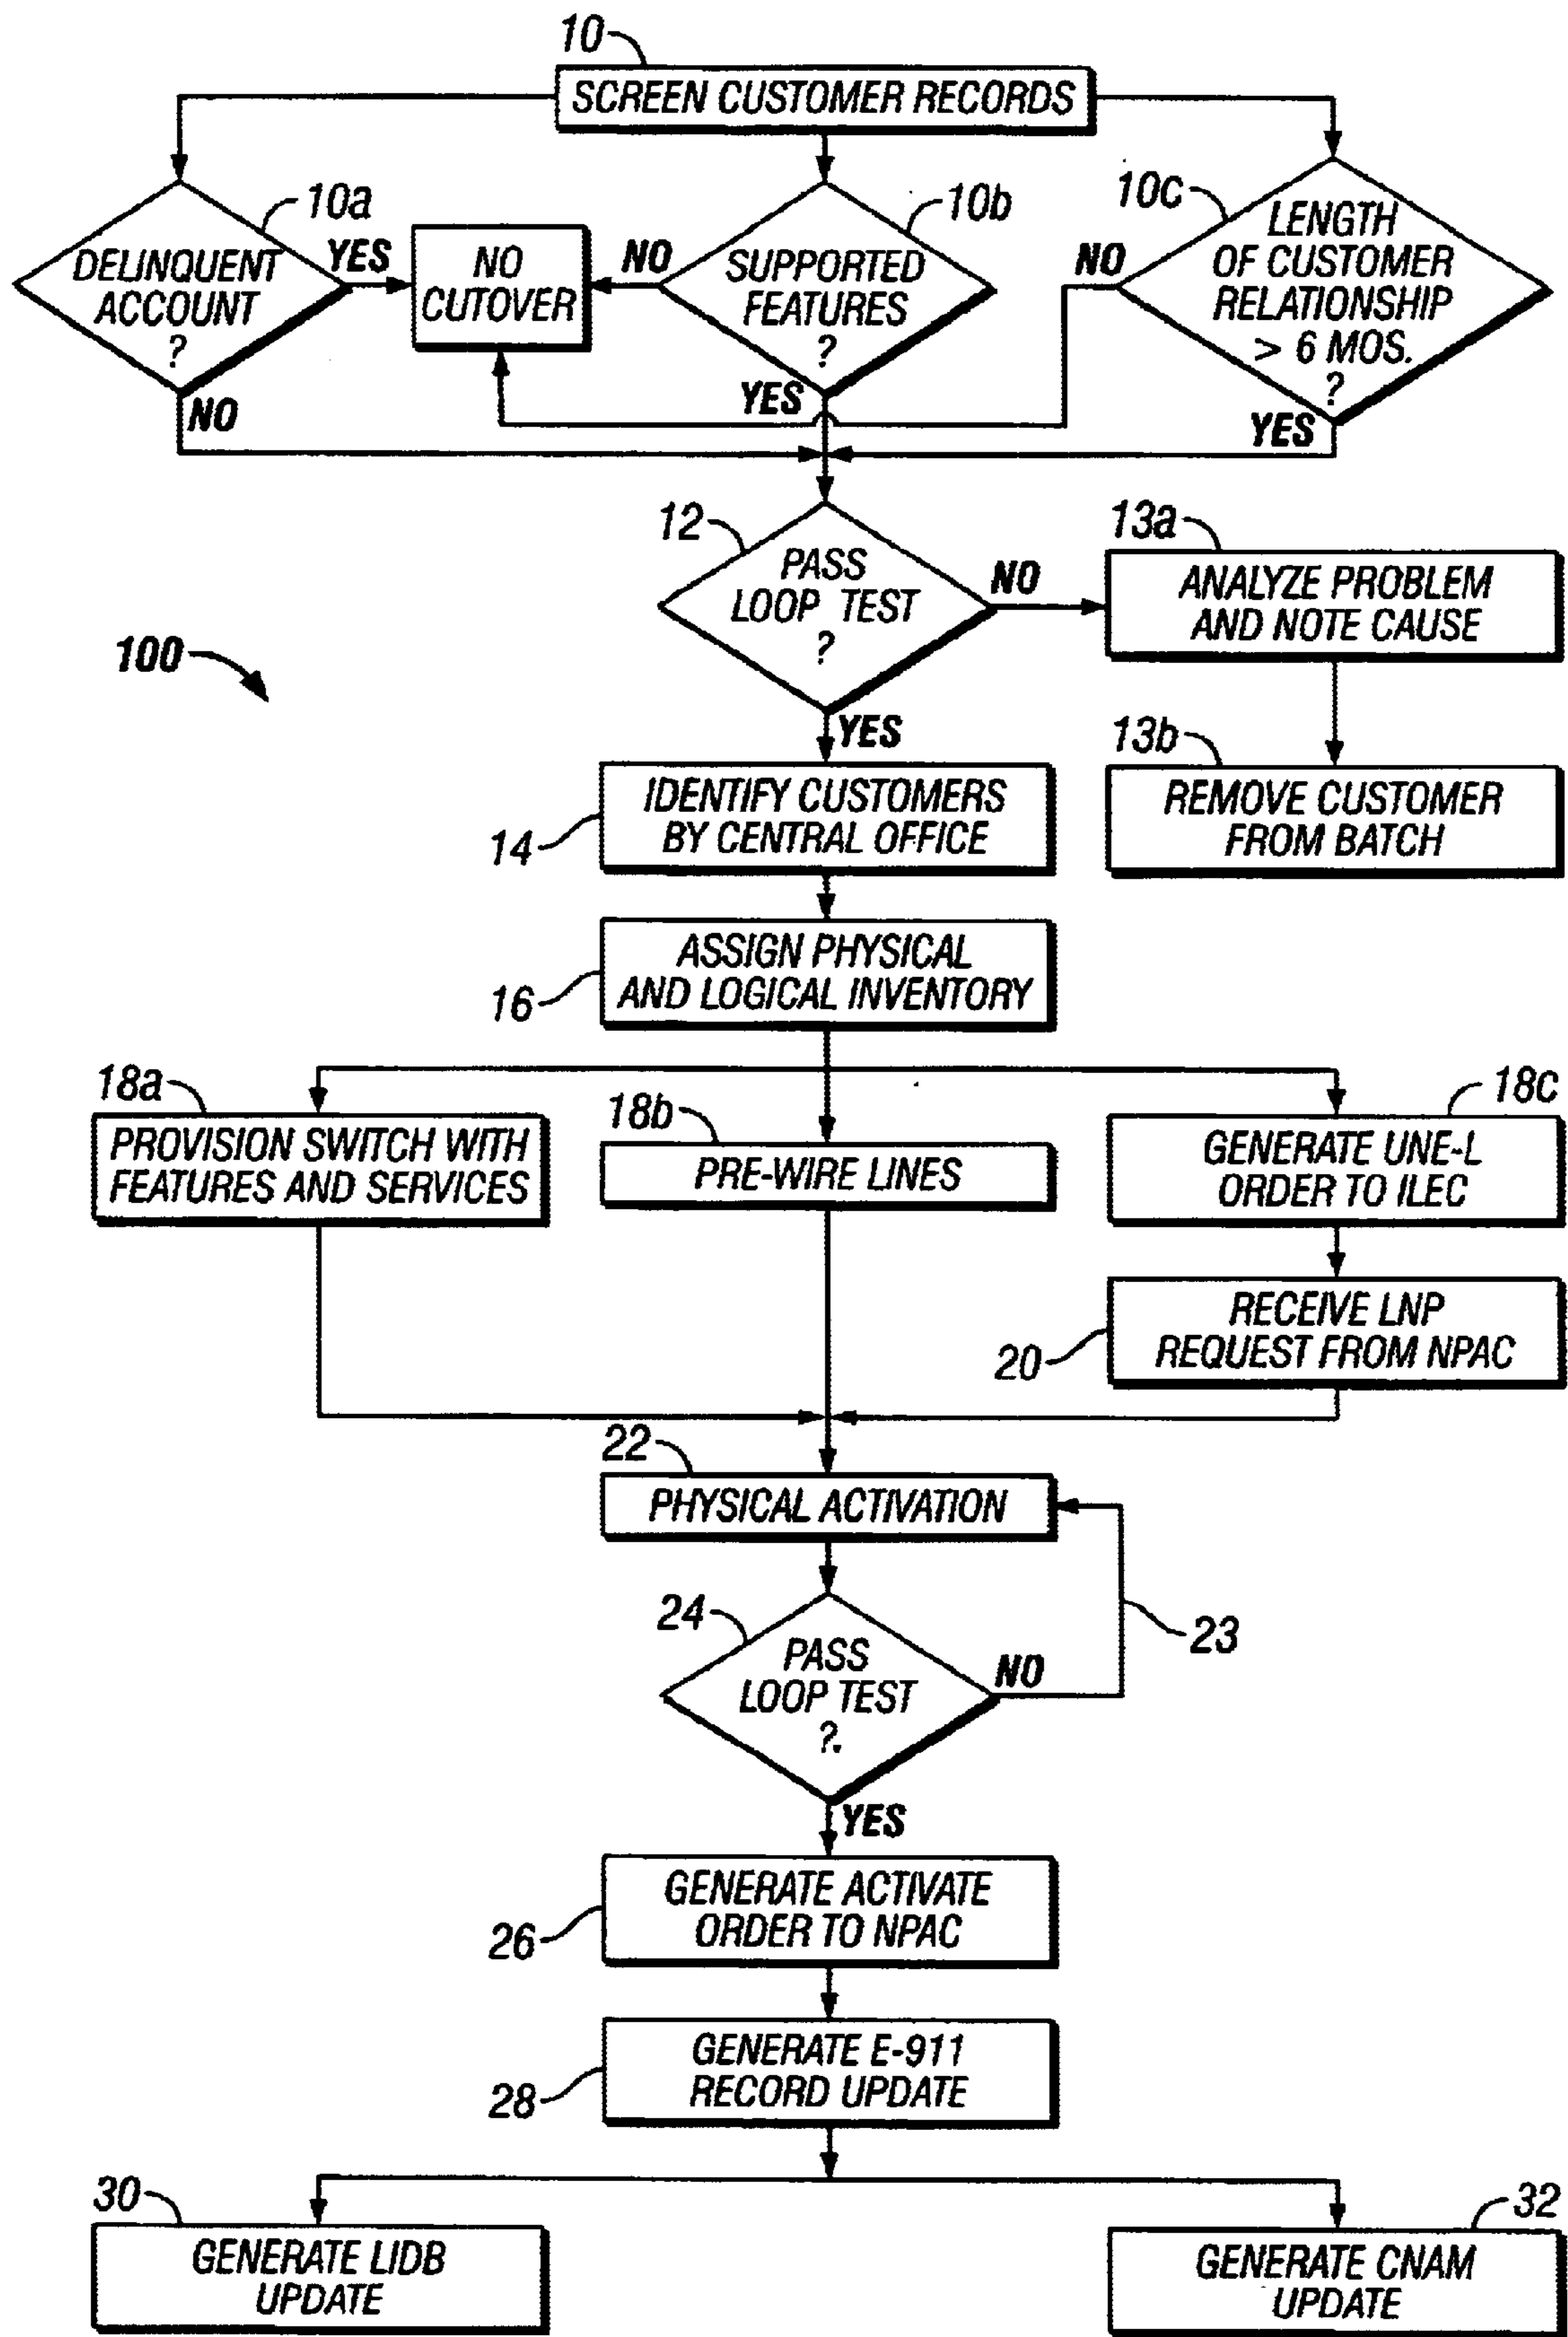 10
SCREEN CUSTOMER RECORDS
10a
DELINQUENT
ACCOUNT
?
YES
NO
NO
CUTOVER
10b
SUPPORTED
FEATURES
?
NO
YES
10c
LENGTH
OF CUSTOMER
RELATIONSHIP
> 6 MOS.
?
NO
YES
12
PASS
LOOP TEST
?
NO
YES
13a
ANALYZE PROBLEM
AND NOTE CAUSE
100
13b
REMOVE CUSTOMER
FROM BATCH
14
IDENTIFY CUSTOMERS
BY CENTRAL OFFICE
16
ASSIGN PHYSICAL
AND LOGICAL INVENTORY
18a
PROVISION SWITCH WITH
FEATURES AND SERVICES
18b
PRE-WIRE LINES
18c
GENERATE UNE-L
ORDER TO ILEC
20
RECEIVE LNP
REQUEST FROM NPAC
22
PHYSICAL ACTIVATION
23
24
PASS
LOOP TEST
?.
NO
YES
26
GENERATE ACTIVATE
ORDER TO NPAC
28
GENERATE E-911
RECORD UPDATE
30
GENERATE LIDB
UPDATE
32
GENERATE CNAM
UPDATE